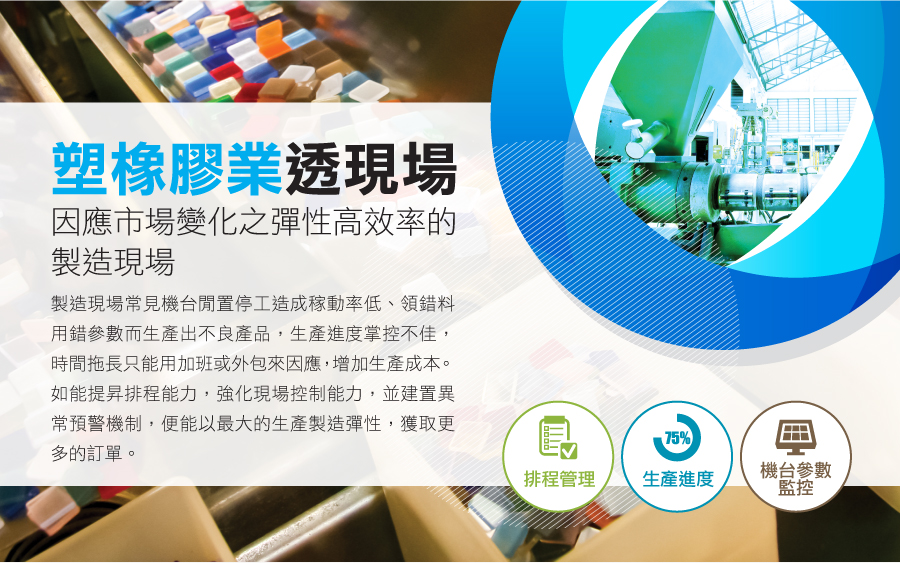 塑橡膠業透現場
因應市場變化之彈性高效率的
製造現場
製造現場常見機台閒置停工造成稼動率低、領錯料
用錯參數而生產出不良產品，生產進度掌控不佳，
時間拖長只能用加班或外包來因應，增加生產成本。
如能提昇排程能力，強化現場控制能力，並建置異
常預警機制，便能以最大的生產製造彈性，獲取更
多的訂單。
排程管理
75%
生產進度
機台參數
監控